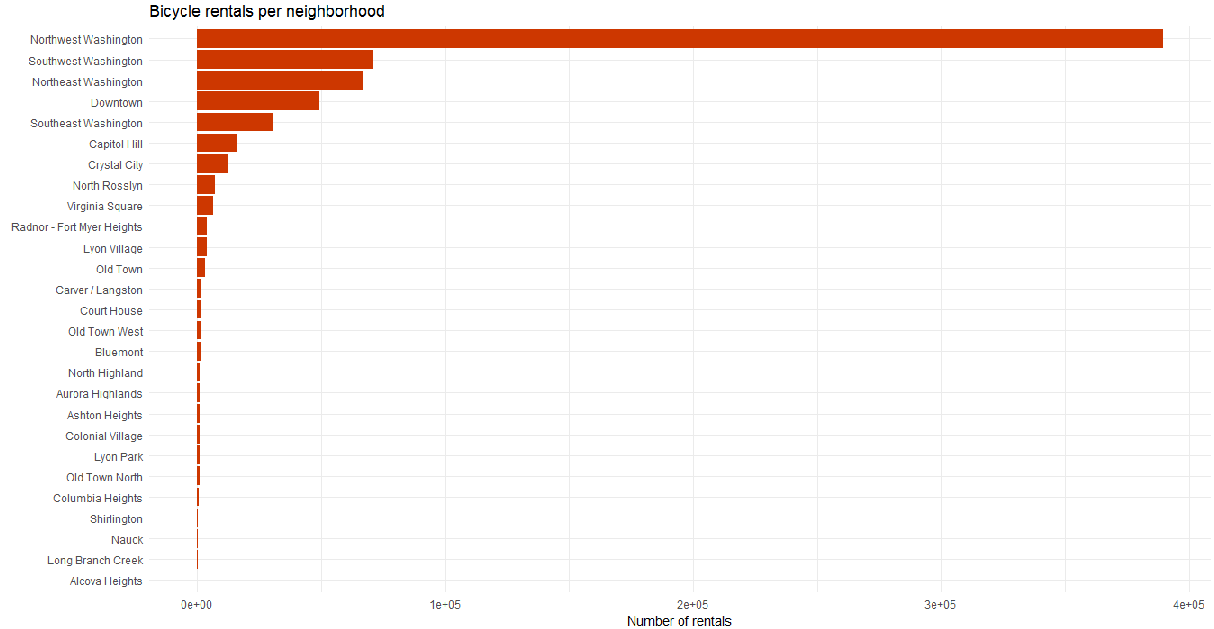 Bicycle rentals per neighborhood
Northwest Washington
Southwest Washington
Northeast Washington
Downtown
Southeast Washington
Capitol Hill
Crystal City
North Rosslyn
Virginia Square
Radnor - Fort Myer Heights
Lyon Village
Old Town
Carver / Langston
Court House
Old Town West
Bluemont
North Highland
Aurora Highlands
Ashton Heights
Colonial Village
Lyon Park
Old Town North
Columbia Heights
Shirlington
Nauck
Long Branch Creek
Alcova Heights
0e+00 1e+05 2e+05 3e+05 4e+05
Number of rentals